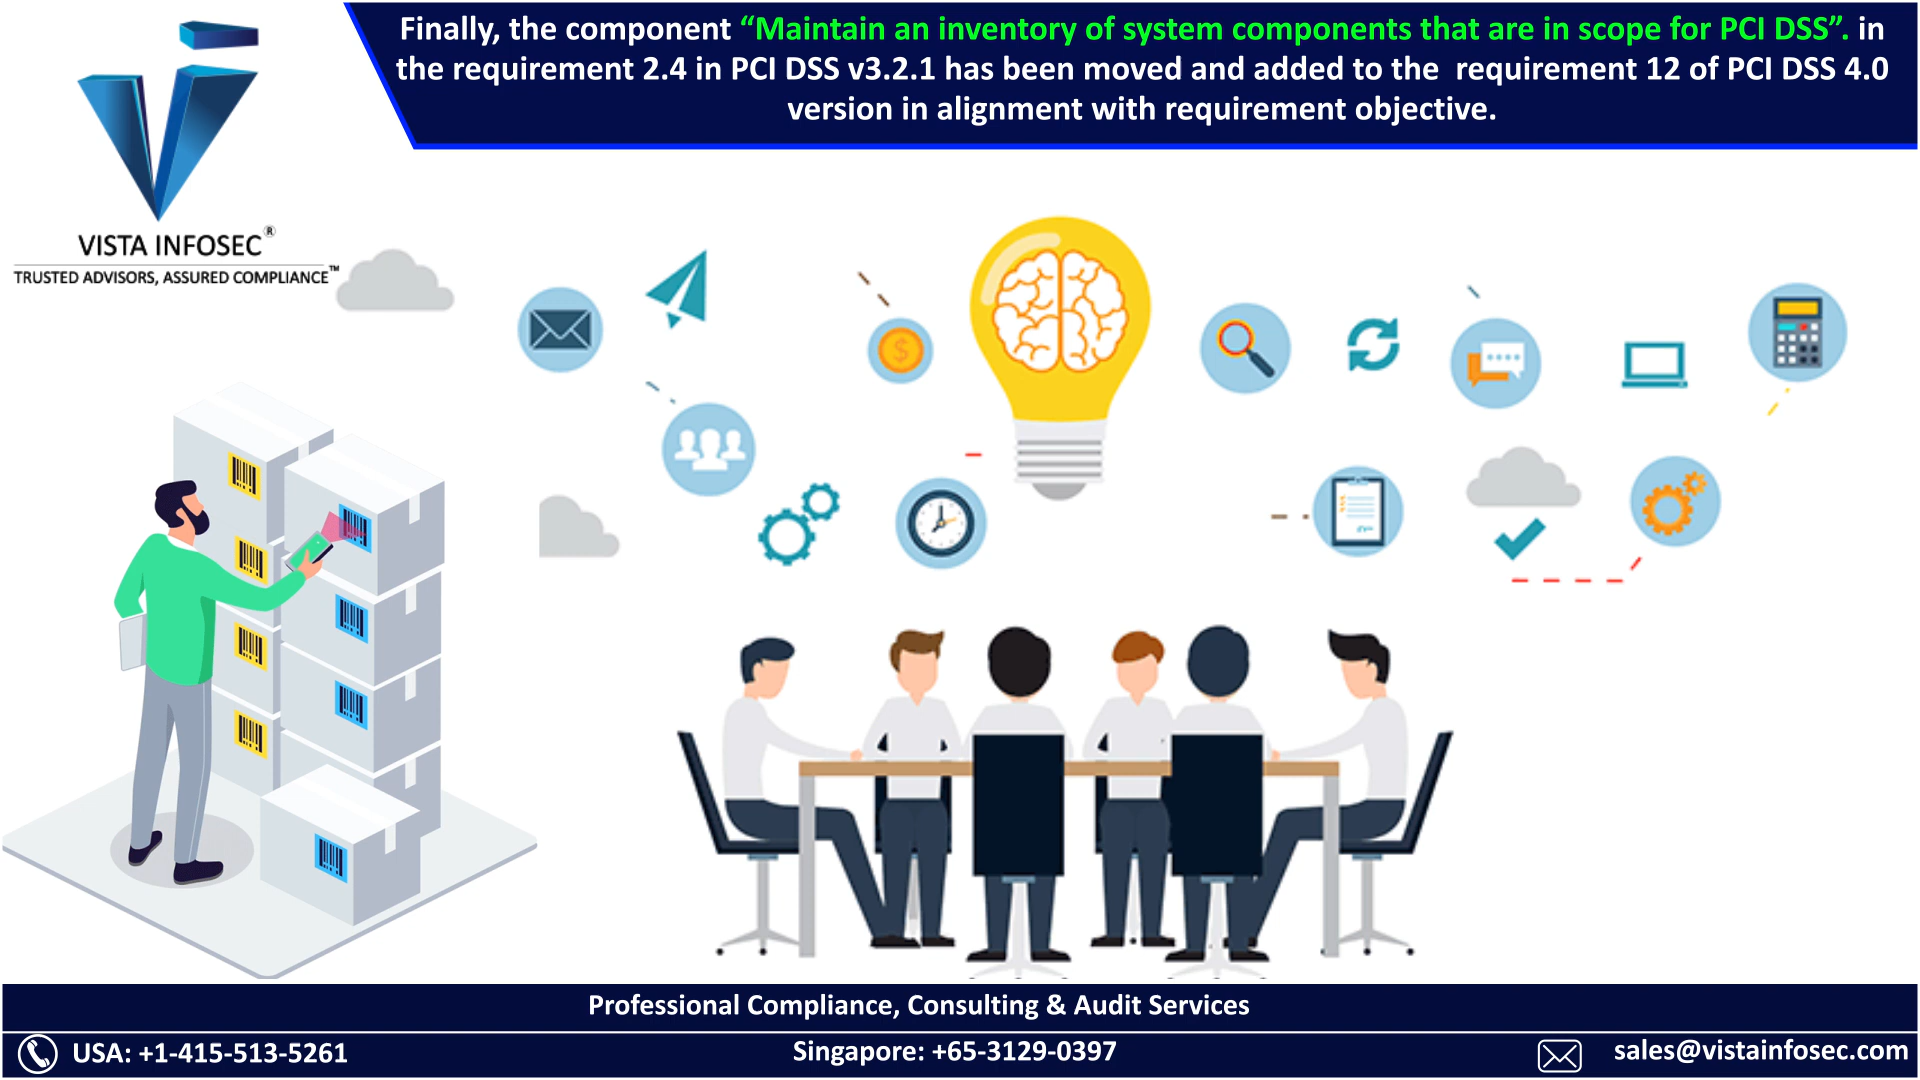 Finally, the component “Maintain an inventory of system components that are in scope for PCI DSS”. in
the requirement 2.4 in PCI DSS v3.2.1 has been moved and added to the requirement 12 of PCI DSS 4.0
version in alignment with requirement objective.
VISTA INFOSEC®
TRUSTED ADVISORS, ASSURED COMPLIANCE™
$
Professional Compliance, Consulting & Audit Services
USA: +1-415-513-5261
Singapore: +65-3129-0397
sales@vistainfosec.com